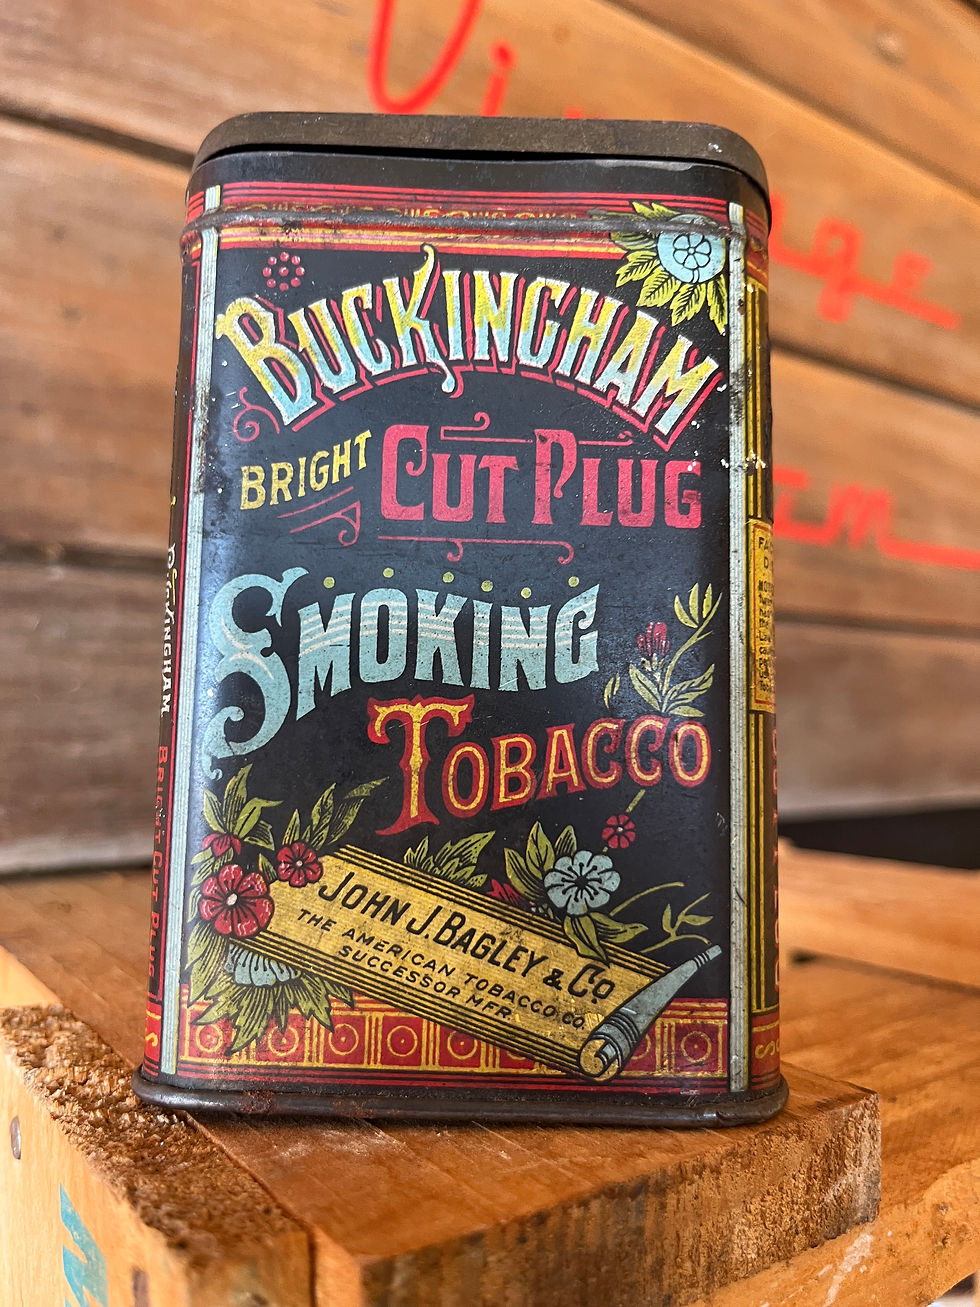 BUCKINGHAM
BRIGHT CUT PLUG
SMOKING
TOBACCO
JOHN J. BAGLEY & Co
THE AMERICAN TOBACCO CO.
SUCCESSOR MFR.
BUCKINGHAM
BRIGHT CUT PLUG